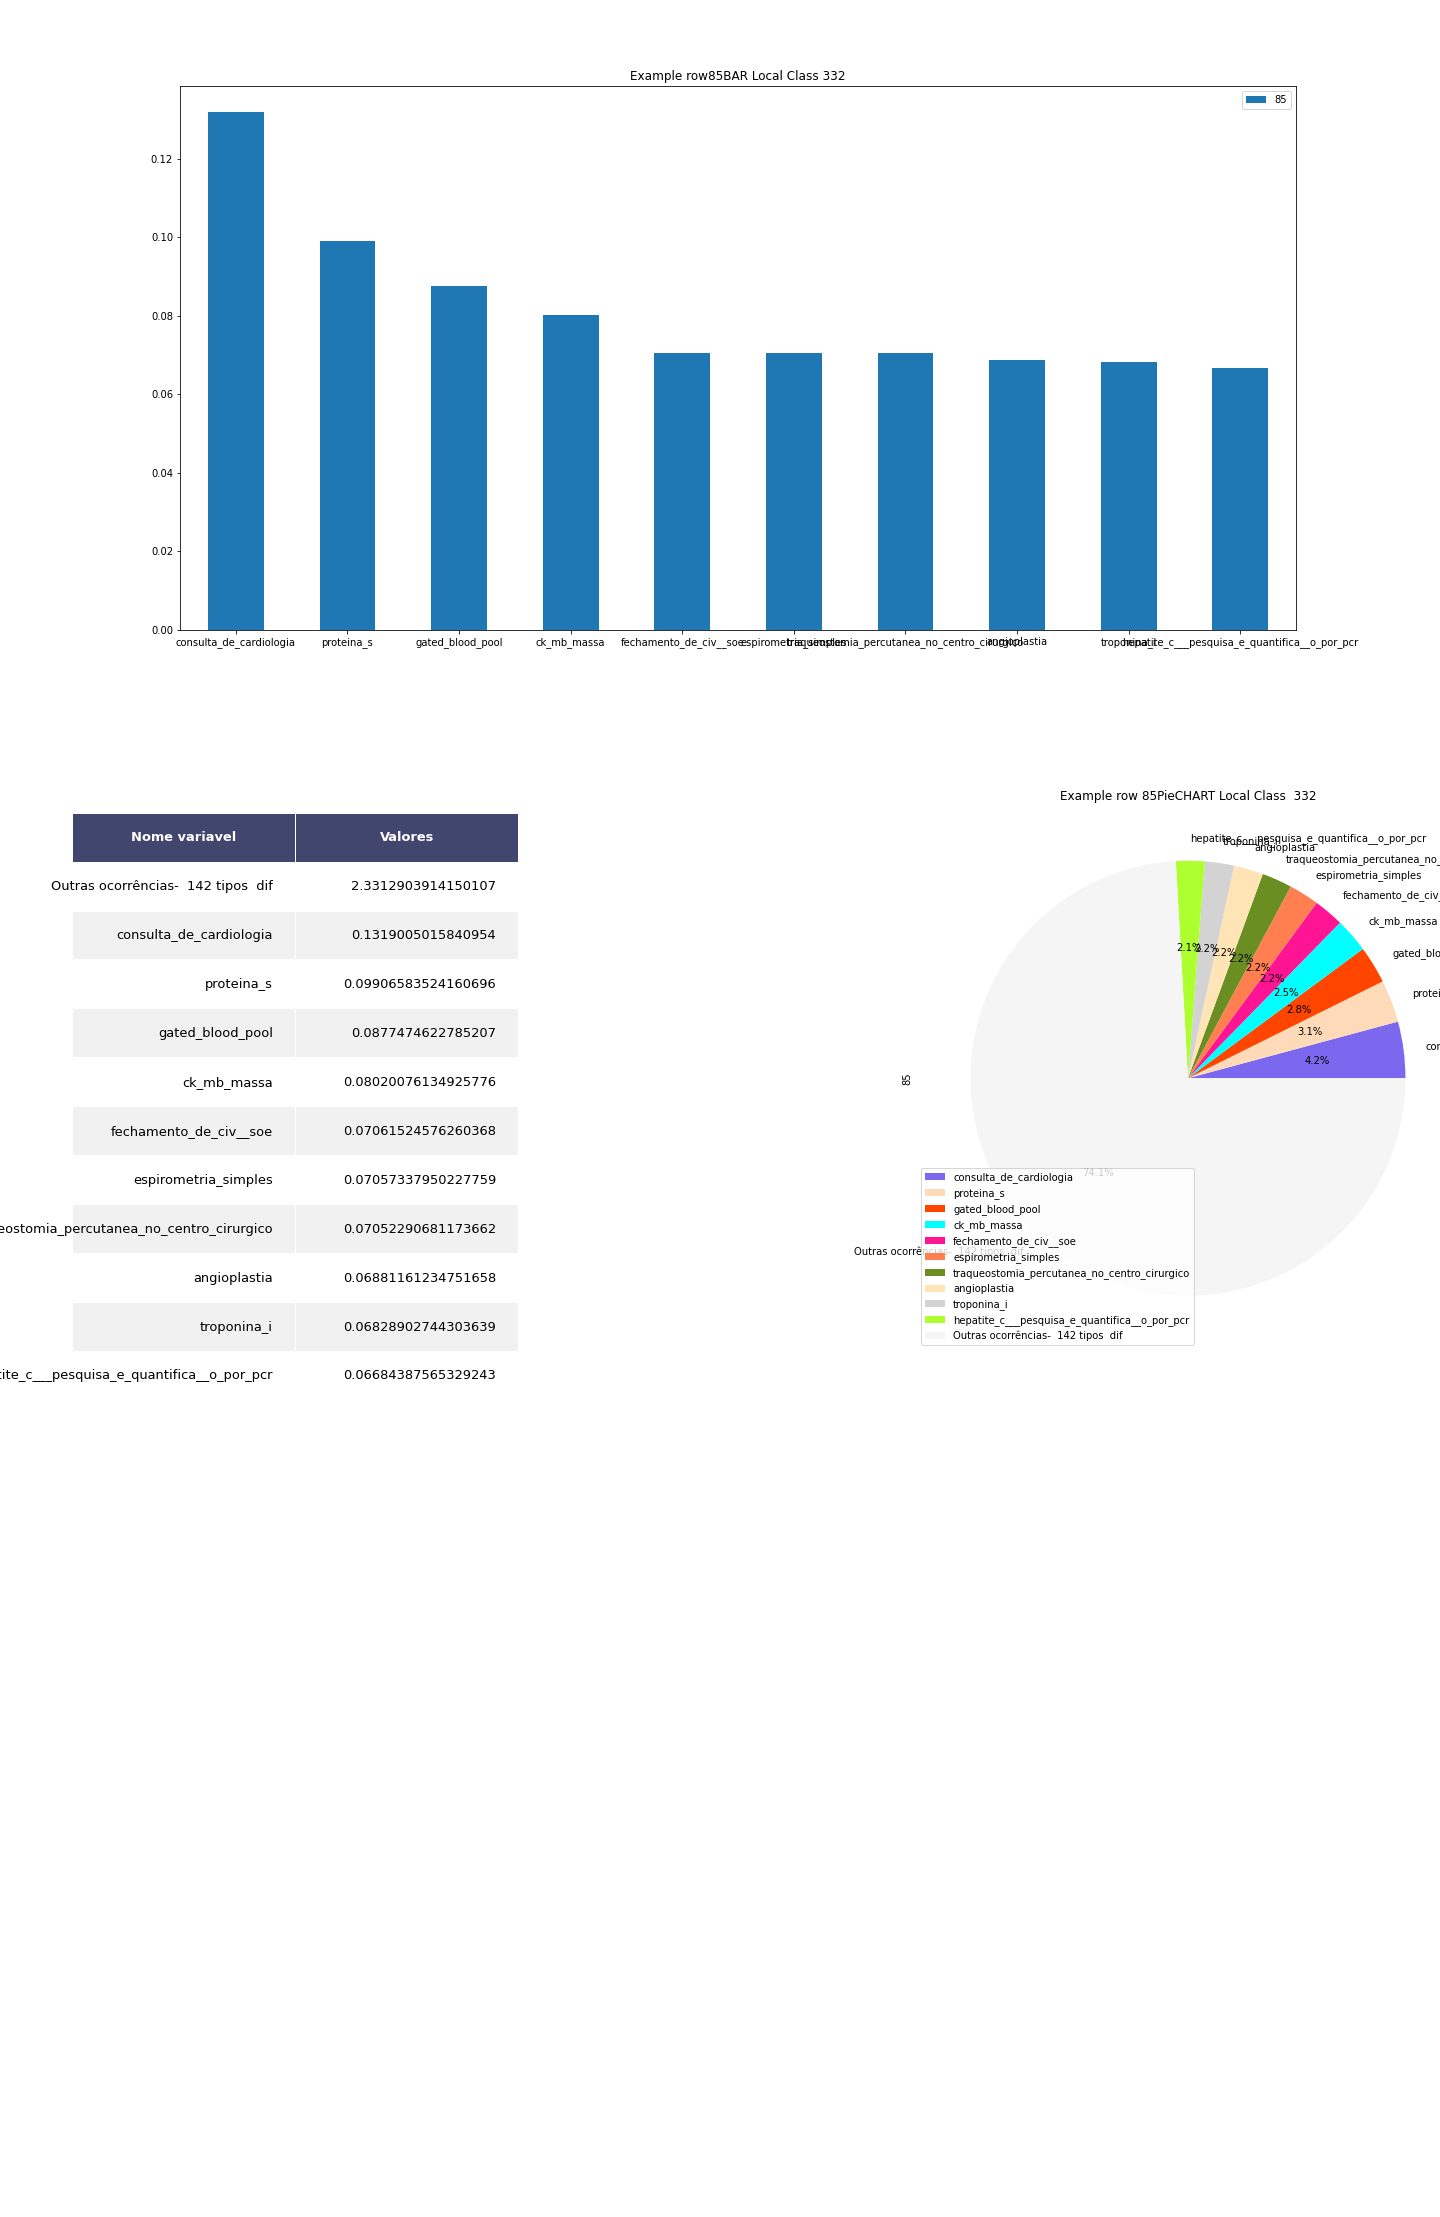 Example row85BAR Local Class 332
85
0.12
0.10
0.08
0.06
0.04
0.02
0.00
consulta_de_cardiologia
proteina_s
gated_blood_pool
ck_mb_massa
fechamento_de_civ__soe
espirometria_simples
traqueostomia_percutanea_no_centro_cirurgico
angioplastia
troponina_i
hepatite_c___pesquisa_e_quantifica__o_por_pcr
Nome variavel Valores
Outras ocorrências-  142 tipos  dif 2.3312903914150107
consulta_de_cardiologia 0.1319005015840954
proteina_s 0.09906583524160696
gated_blood_pool 0.0877474622785207
ck_mb_massa 0.08020076134925776
fechamento_de_civ__soe 0.07061524576260368
espirometria_simples 0.07057337950227759
eostomia_percutanea_no_centro_cirurgico 0.07052290681173662
angioplastia 0.06881161234751658
troponina_i 0.06828902744303639
ite_c___pesquisa_e_quantifica__o_por_pcr 0.06684387565329243
Example row 85PieCHART Local Class  332
hepatite_c___pesquisa_e_quantifica__o_por_pcr
troponina_i
angioplastia
traqueostomia_percutanea_no_
espirometria_simples
fechamento_de_civ_
ck_mb_massa
gated_blo
protei
con
2.1%
2.2%
2.2%
2.2%
2.2%
2.2%
2.5%
2.8%
3.1%
4.2%
85
74.1%
Outras ocorrências-  142 tipos  dif
consulta_de_cardiologia
proteina_s
gated_blood_pool
ck_mb_massa
fechamento_de_civ__soe
espirometria_simples
traqueostomia_percutanea_no_centro_cirurgico
angioplastia
troponina_i
hepatite_c___pesquisa_e_quantifica__o_por_pcr
Outras ocorrências-  142 tipos  dif